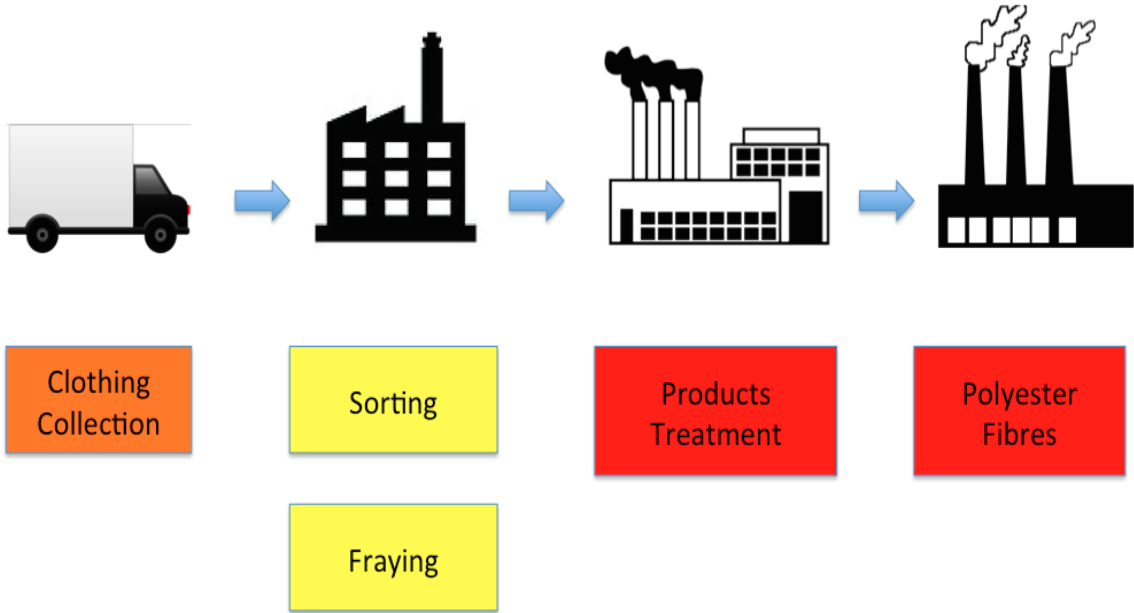 Clothing
Collection
Sorting
Products
Treatment
Polyester
Fibres
Fraying